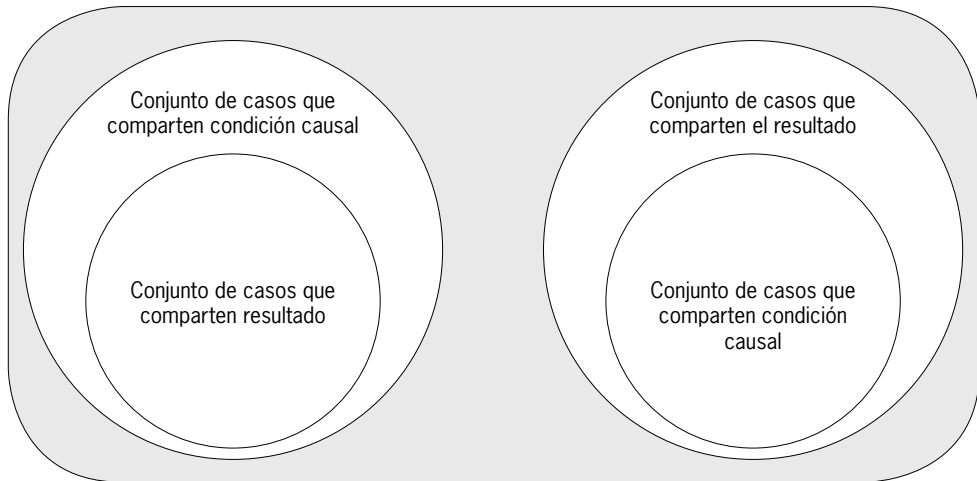 Conjunto de casos que
comparten condición causal
Conjunto de casos que
comparten resultado
Conjunto de casos que
comparten el resultado
Conjunto de casos que
comparten condición
causal